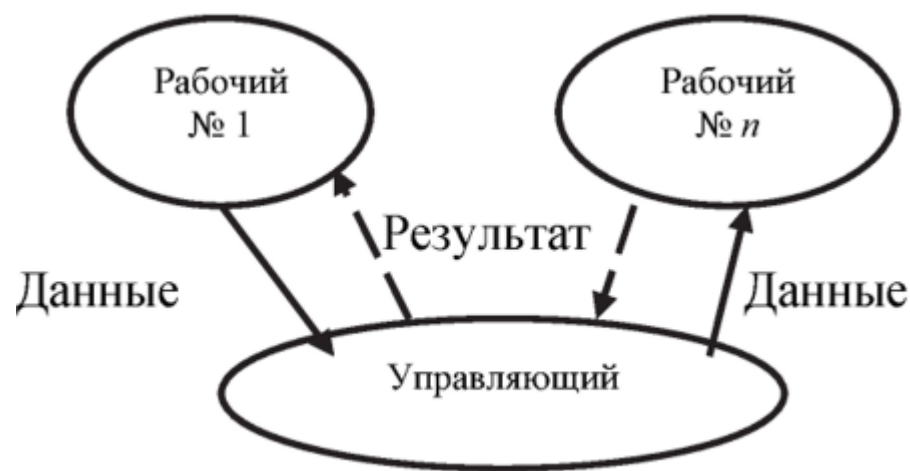 Рабочий
№ 1
Рабочий
№ n
Результат
Данные
Данные
Управляющий